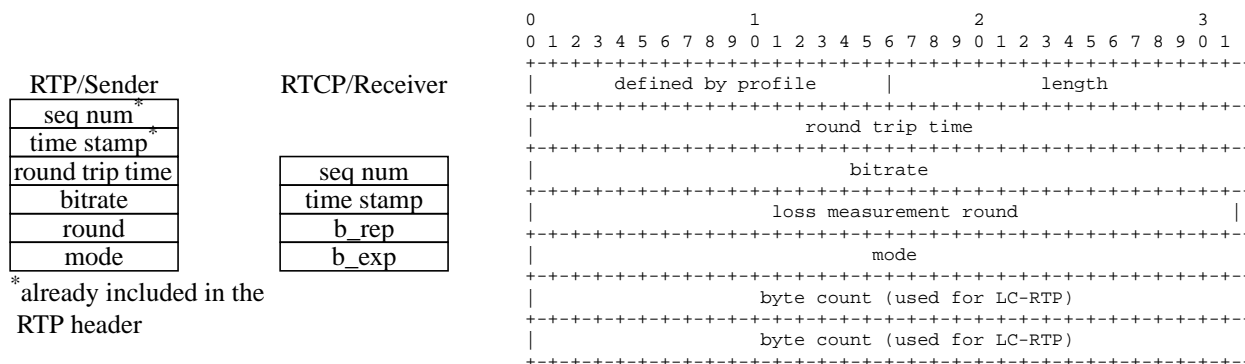 RTP/Sender
seq num*
time stamp*
round trip time
bitrate
round
mode
*already included in the
RTP header
RTCP/Receiver
seq num
time stamp
b_rep
b_exp
0 1 2 3
0 1 2 3 4 5 6 7 8 9 0 1 2 3 4 5 6 7 8 9 0 1 2 3 4 5 6 7 8 9 0 1
+-+-+-+-+-+-+-+-+-+-+-+-+-+-+-+-+-+-+-+-+-+-+-+-+-+-+-+-+-+-+-+-
| defined by profile | length
+-+-+-+-+-+-+-+-+-+-+-+-+-+-+-+-+-+-+-+-+-+-+-+-+-+-+-+-+-+-+-+-
| round trip time
+-+-+-+-+-+-+-+-+-+-+-+-+-+-+-+-+-+-+-+-+-+-+-+-+-+-+-+-+-+-+-+-
| bitrate
+-+-+-+-+-+-+-+-+-+-+-+-+-+-+-+-+-+-+-+-+-+-+-+-+-+-+-+-+-+-+-+-
| loss measurement round |
+-+-+-+-+-+-+-+-+-+-+-+-+-+-+-+-+-+-+-+-+-+-+-+-+-+-+-+-+-+-+-+-
| mode
+-+-+-+-+-+-+-+-+-+-+-+-+-+-+-+-+-+-+-+-+-+-+-+-+-+-+-+-+-+-+-+-
| byte count (used for LC-RTP)
+-+-+-+-+-+-+-+-+-+-+-+-+-+-+-+-+-+-+-+-+-+-+-+-+-+-+-+-+-+-+-+-
| byte count (used for LC-RTP)
+-+-+-+-+-+-+-+-+-+-+-+-+-+-+-+-+-+-+-+-+-+-+-+-+-+-+-+-+-+-+-+-